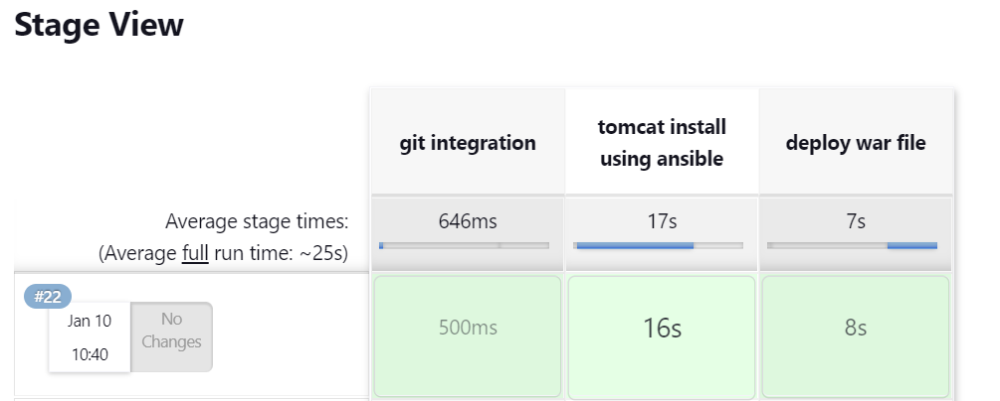 Stage View
git integration
tomcat install
using ansible
deploy war file
Average stage times:
(Average full run time: ~25s)
646ms
17s
7s
#22
Jan 10
10:40
No
Changes
500ms
16s
8s